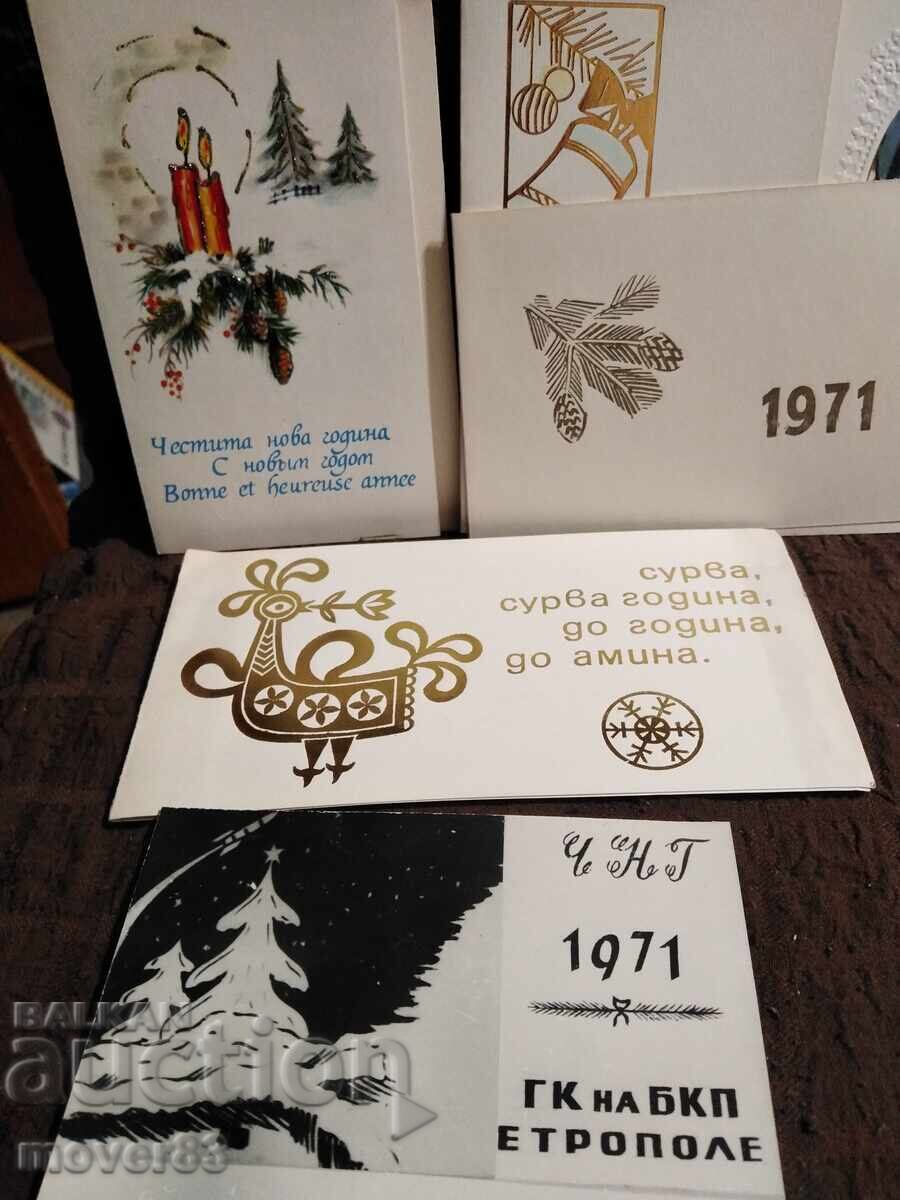 Честита нова година
С новым годом
Bonne et heureuse annee
1971
сурва,
сурва година,
до година,
до амина.
ЧНГ
1971
ГК НА БКП
ЕТРОПОЛЕ
BALKAN
auction
mover83